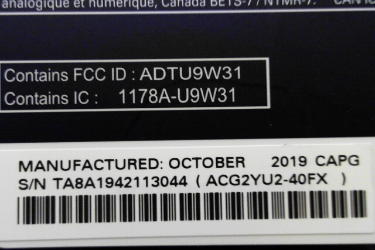 analogique et numérique, Canada BETS-7 / NTMR-7.
Contains FCC ID : ADTU9W31
Contains IC : 1178A-U9W31
MANUFACTURED: OCTOBER 2019 CAPG
S/N TA8A1942113044 ( ACG2YU2-40FX )